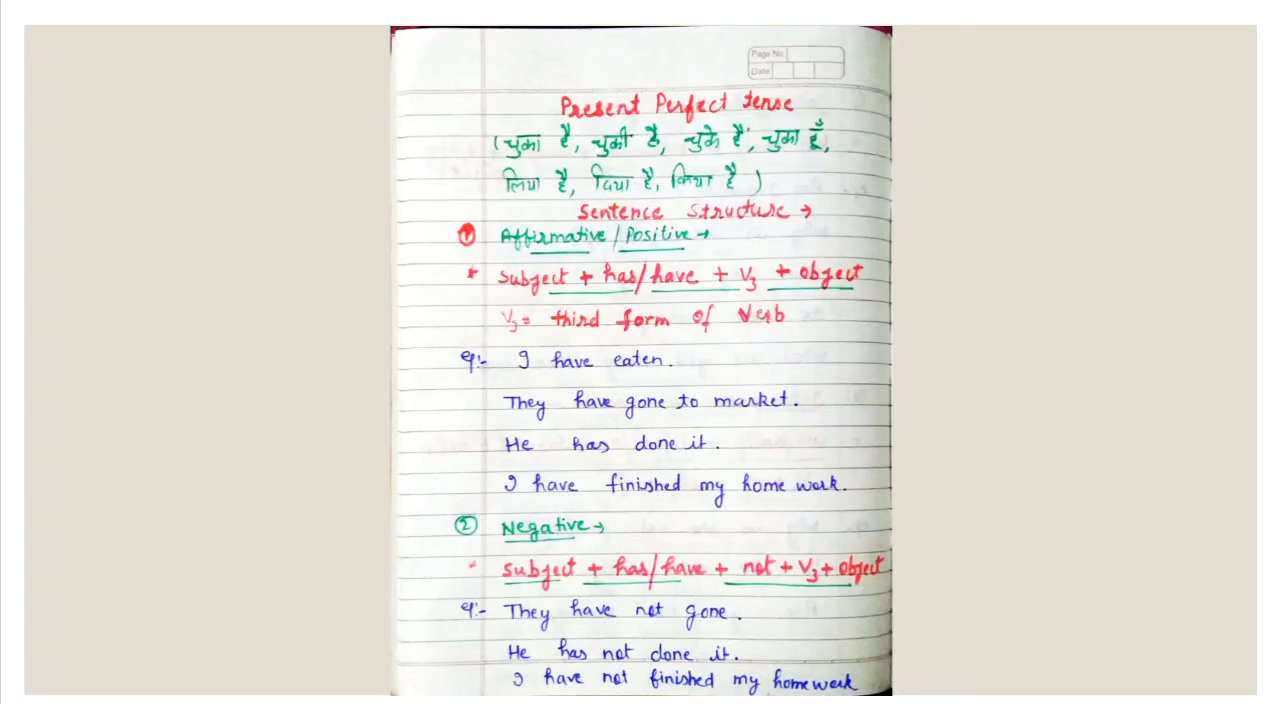 Page No.
Date
Present Perfect tense
(चुका है, चुकी है, चुके हैं, चुका हूँ,
लिया है, दिया है, किया है)
Sentence Structure →
① Affirmative / Positive →
* Subject + has/have + V₃ + object
V₃ = third form of Verb
eg:- I have eaten.
They have gone to market.
He has done it.
I have finished my home work.
② Negative →
* Subject + has/have + not + V₃ + object
eg:- They have not gone.
He has not done it.
I have not finished my homework